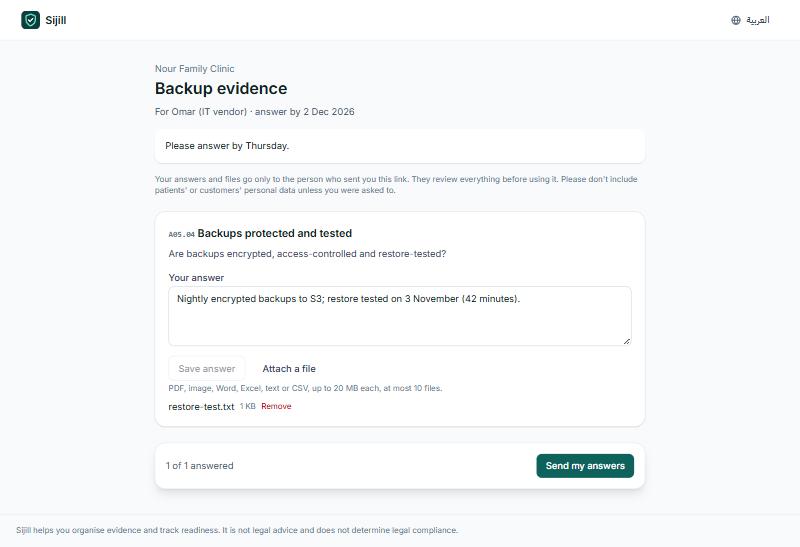 Sijill
العربية
Nour Family Clinic
Backup evidence
For Omar (IT vendor) · answer by 2 Dec 2026
Please answer by Thursday.
Your answers and files go only to the person who sent you this link. They review everything before using it. Please don't include
patients' or customers' personal data unless you were asked to.
A05.04 Backups protected and tested
Are backups encrypted, access-controlled and restore-tested?
Your answer
Nightly encrypted backups to S3; restore tested on 3 November (42 minutes).
Save answer Attach a file
PDF, image, Word, Excel, text or CSV, up to 20 MB each, at most 10 files.
restore-test.txt 1 KB Remove
1 of 1 answered Send my answers
Sijill helps you organise evidence and track readiness. It is not legal advice and does not determine legal compliance.